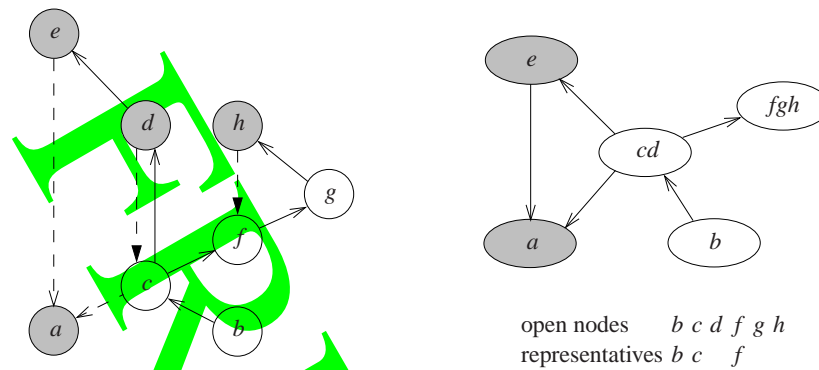 e
d
h
g
f
c
a
b
e
fgh
cd
a
b
open nodes b c d f g h
representatives b c f